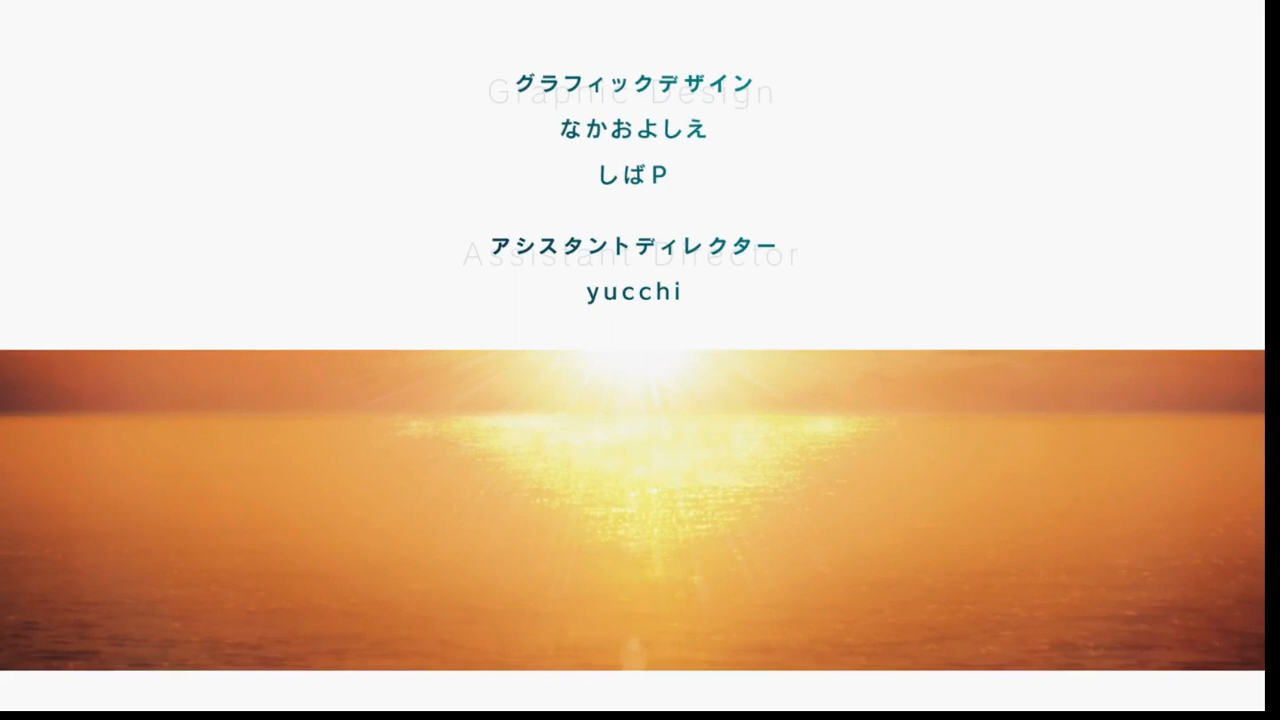 グラフィックデザイン
Graphic Design
なかおよしえ
しばP
アシスタントディレクター
Assistant Director
yucchi